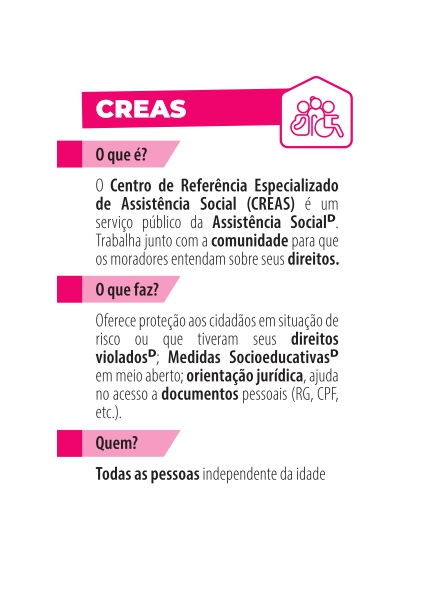 CREAS
O que é?
O Centro de Referência Especializado
de Assistência Social (CREAS) é um
serviço público da Assistência Socialᴰ.
Trabalha junto com a comunidade para que
os moradores entendam sobre seus direitos.
O que faz?
Oferece proteção aos cidadãos em situação de
risco ou que tiveram seus direitos
violadosᴰ; Medidas Socioeducativasᴰ
em meio aberto; orientação jurídica, ajuda
no acesso a documentos pessoais (RG, CPF,
etc.).
Quem?
Todas as pessoas independente da idade